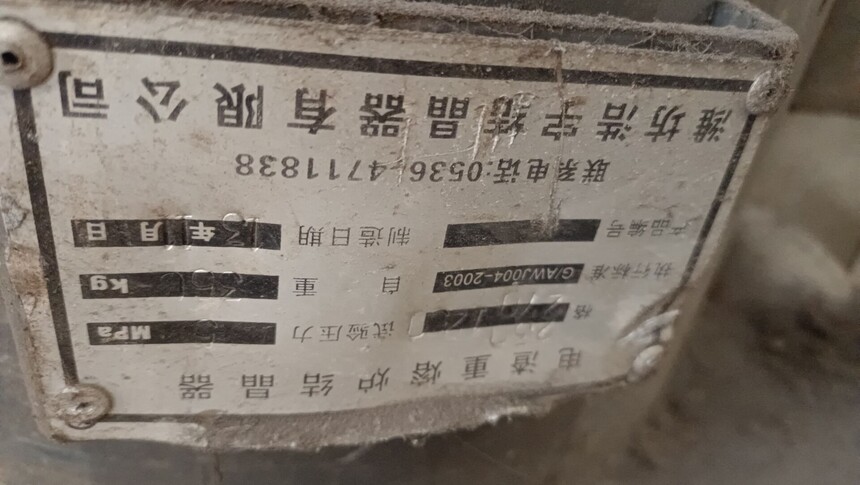 电渣重熔炉结晶器
格 试验压力 MPa
执行标准 G/AWJ004-2003 自重 kg
产品编号 制造日期 年 月 日
联系电话:0536-4711838
潍坊浩宇结晶器有限公司